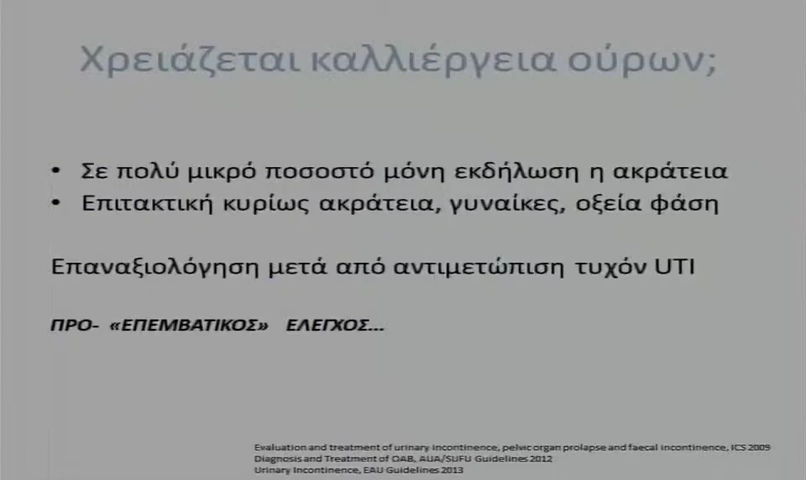 Χρειάζεται καλλιέργεια ούρων;
• Σε πολύ μικρό ποσοστό μόνη εκδήλωση η ακράτεια
• Επιτακτική κυρίως ακράτεια, γυναίκες, οξεία φάση
Επαναξιολόγηση μετά από αντιμετώπιση τυχόν UTI
ΠΡΟ- «ΕΠΕΜΒΑΤΙΚΟΣ» ΕΛΕΓΧΟΣ...
Evaluation and treatment of urinary incontinence, pelvic organ prolapse and faecal incontinence, ICS 2009
Diagnosis and Treatment of OAB, AUA/SUFU Guidelines 2012
Urinary Incontinence, EAU Guidelines 2013